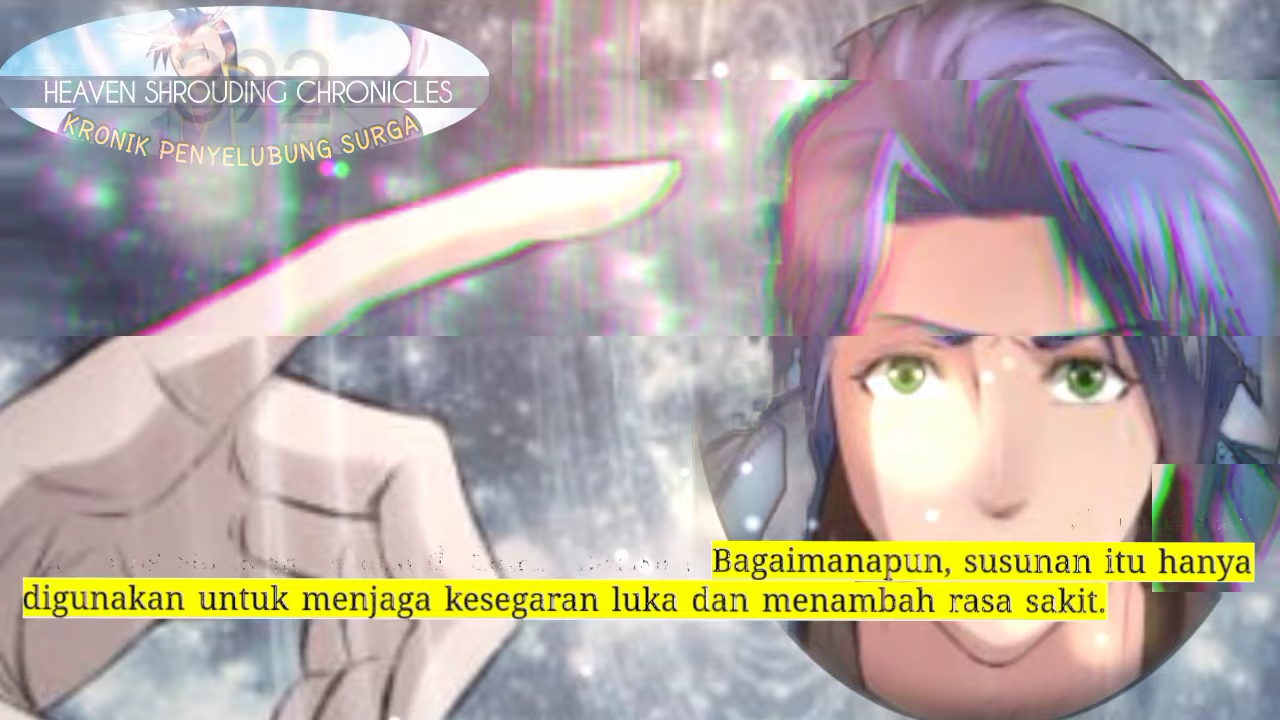 HEAVEN SHROUDING CHRONICLES
KRONIK PENYELUBUNG SURGA
Bagaimanapun, susunan itu hanya
digunakan untuk menjaga kesegaran luka dan menambah rasa sakit.